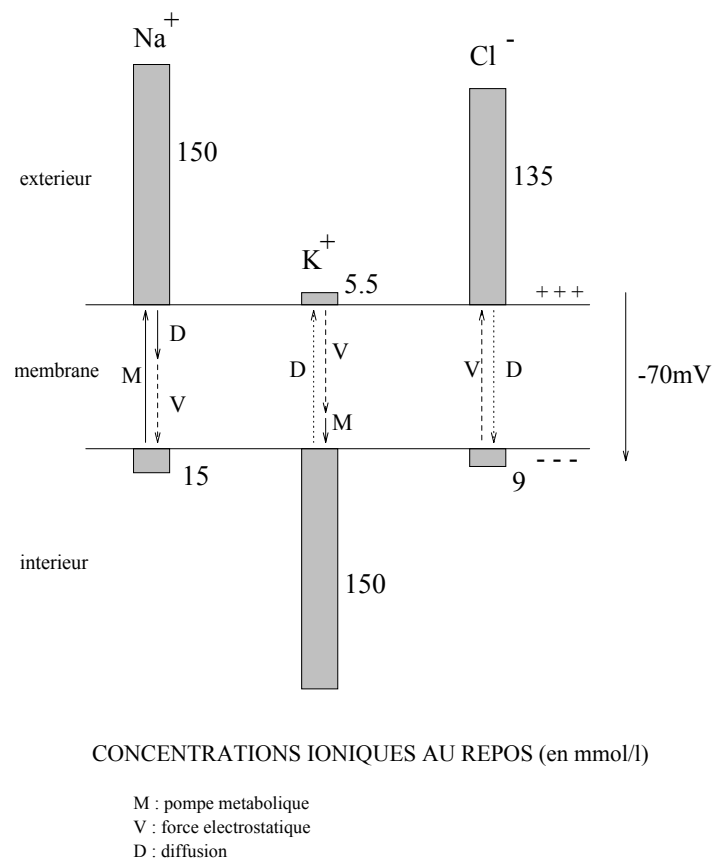 Na+
Cl -
150
135
exterieur
K+
5.5
+ + +
D
V
membrane
M
D
V
D
-70mV
V
M
15
9
- - -
interieur
150
CONCENTRATIONS IONIQUES AU REPOS (en mmol/l)
M : pompe metabolique
V : force electrostatique
D : diffusion